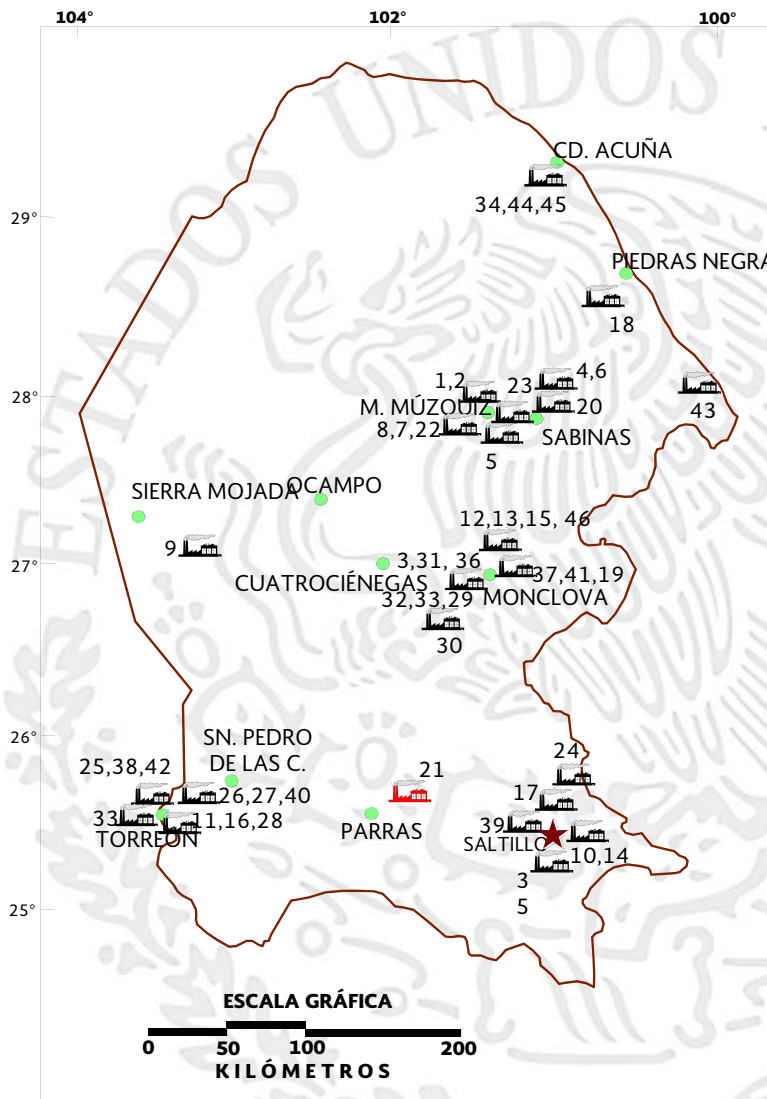 104°
102°
100°
ESTADOS UNIDOS
CD. ACUÑA
34,44,45
29°
PIEDRAS NEGRA
18
28°
1,2
23
4,6
M. MÚZQUIZ
20
43
8,7,22
SABINAS
5
SIERRA MOJADA
OCAMPO
9
12,13,15, 46
27°
3,31, 36
37,41,19
CUATROCIÉNEGAS
MONCLOVA
32,33,29
30
26°
SN. PEDRO
DE LAS C.
24
25,38,42
21
17
26,27,40
33
11,16,28
39
TORREÓN
PARRAS
SALTILLO
10,14
3
5
25°
ESCALA GRÁFICA
0 50 100 200
KILÓMETROS